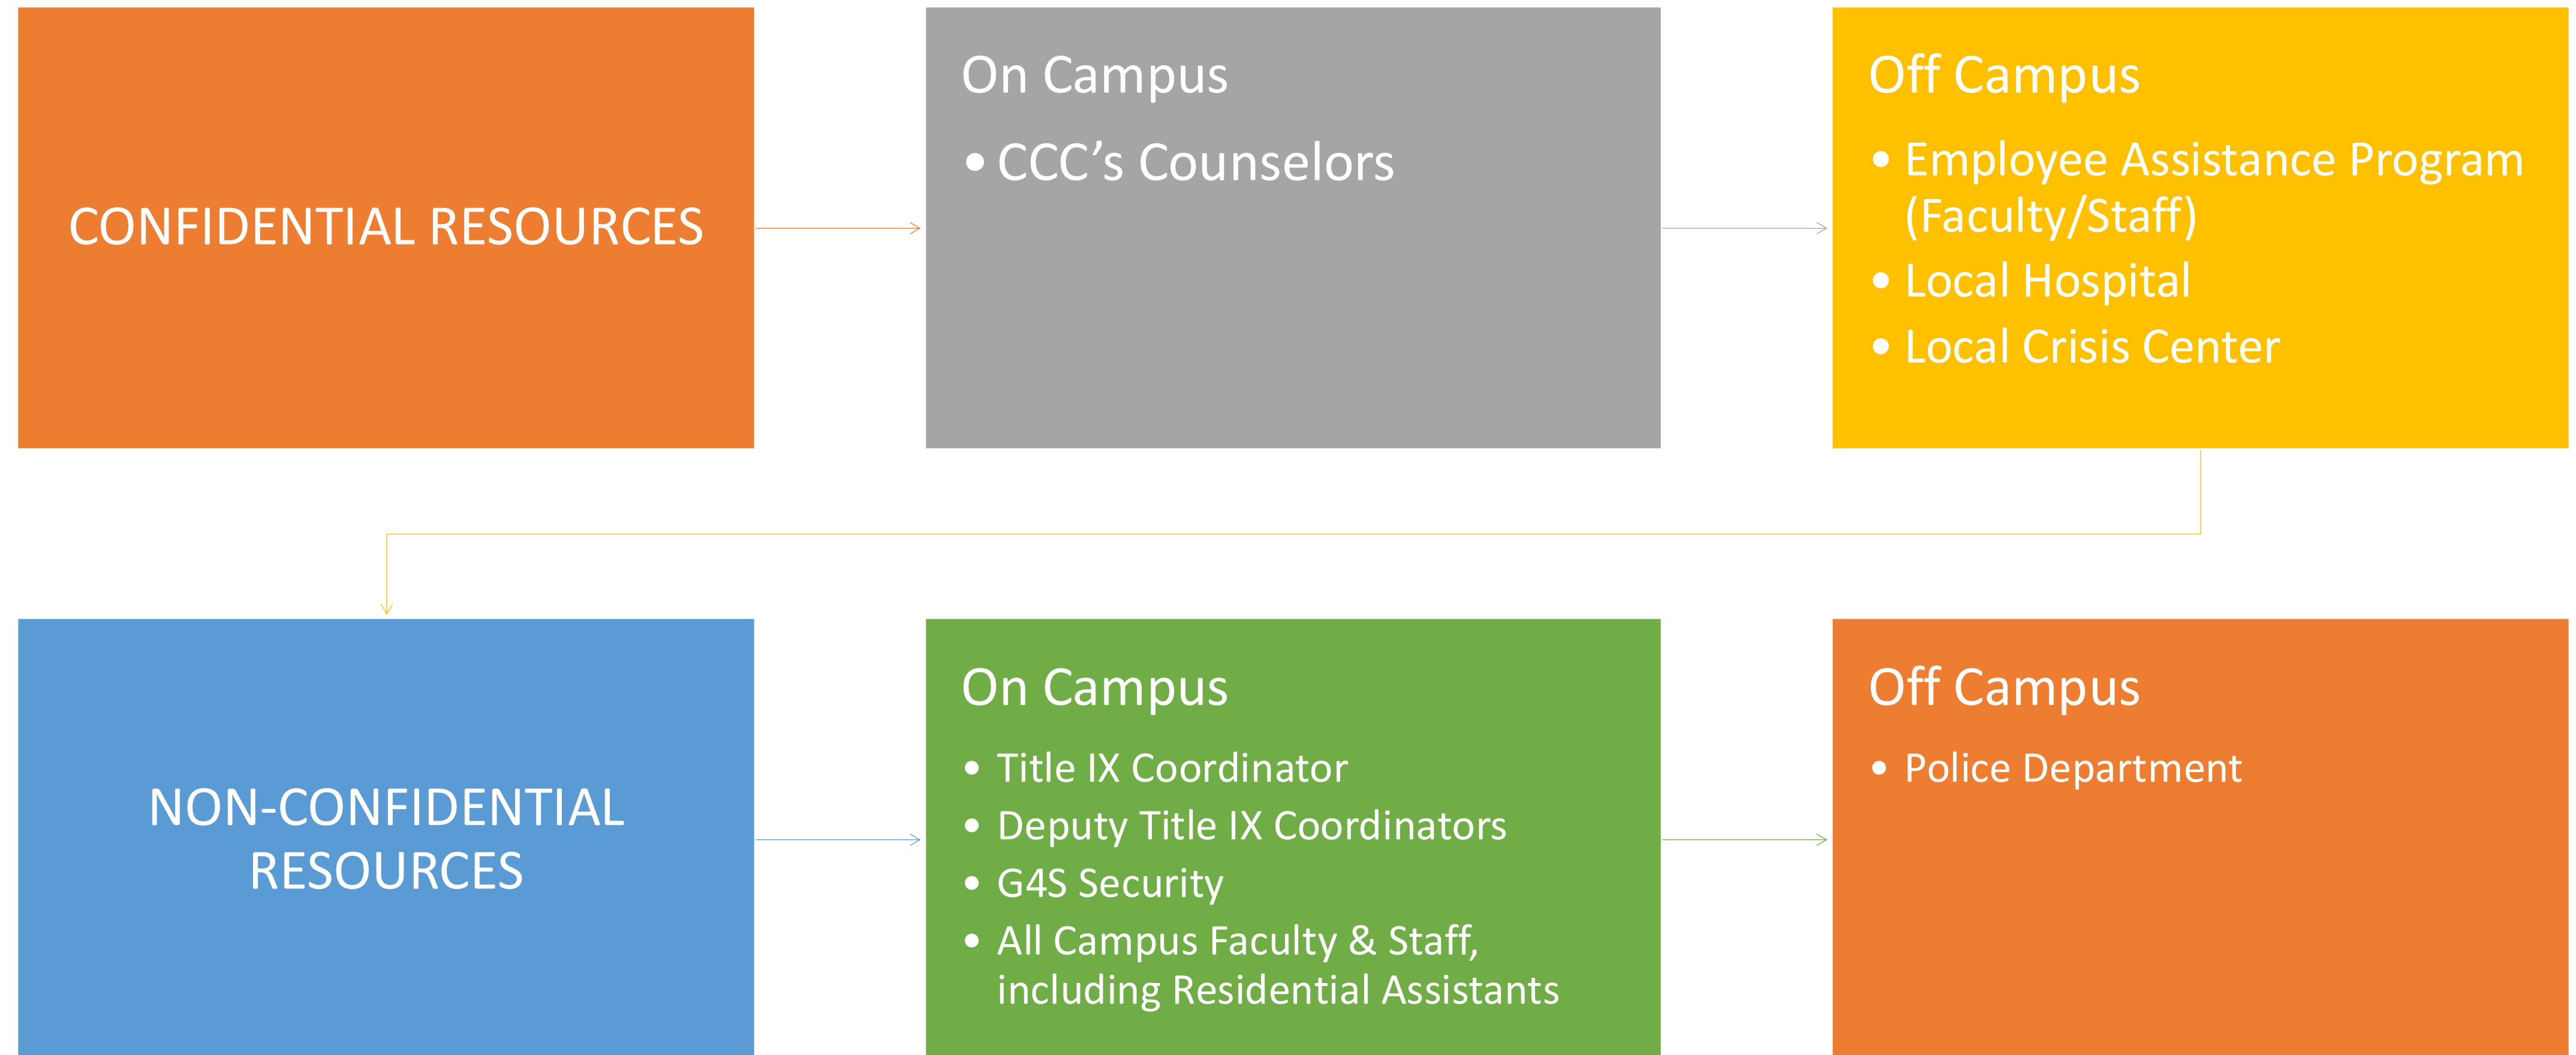 CONFIDENTIAL RESOURCES
On Campus
• CCC’s Counselors
Off Campus
• Employee Assistance Program
(Faculty/Staff)
• Local Hospital
• Local Crisis Center
NON-CONFIDENTIAL
RESOURCES
On Campus
• Title IX Coordinator
• Deputy Title IX Coordinators
• G4S Security
• All Campus Faculty & Staff,
including Residential Assistants
Off Campus
• Police Department